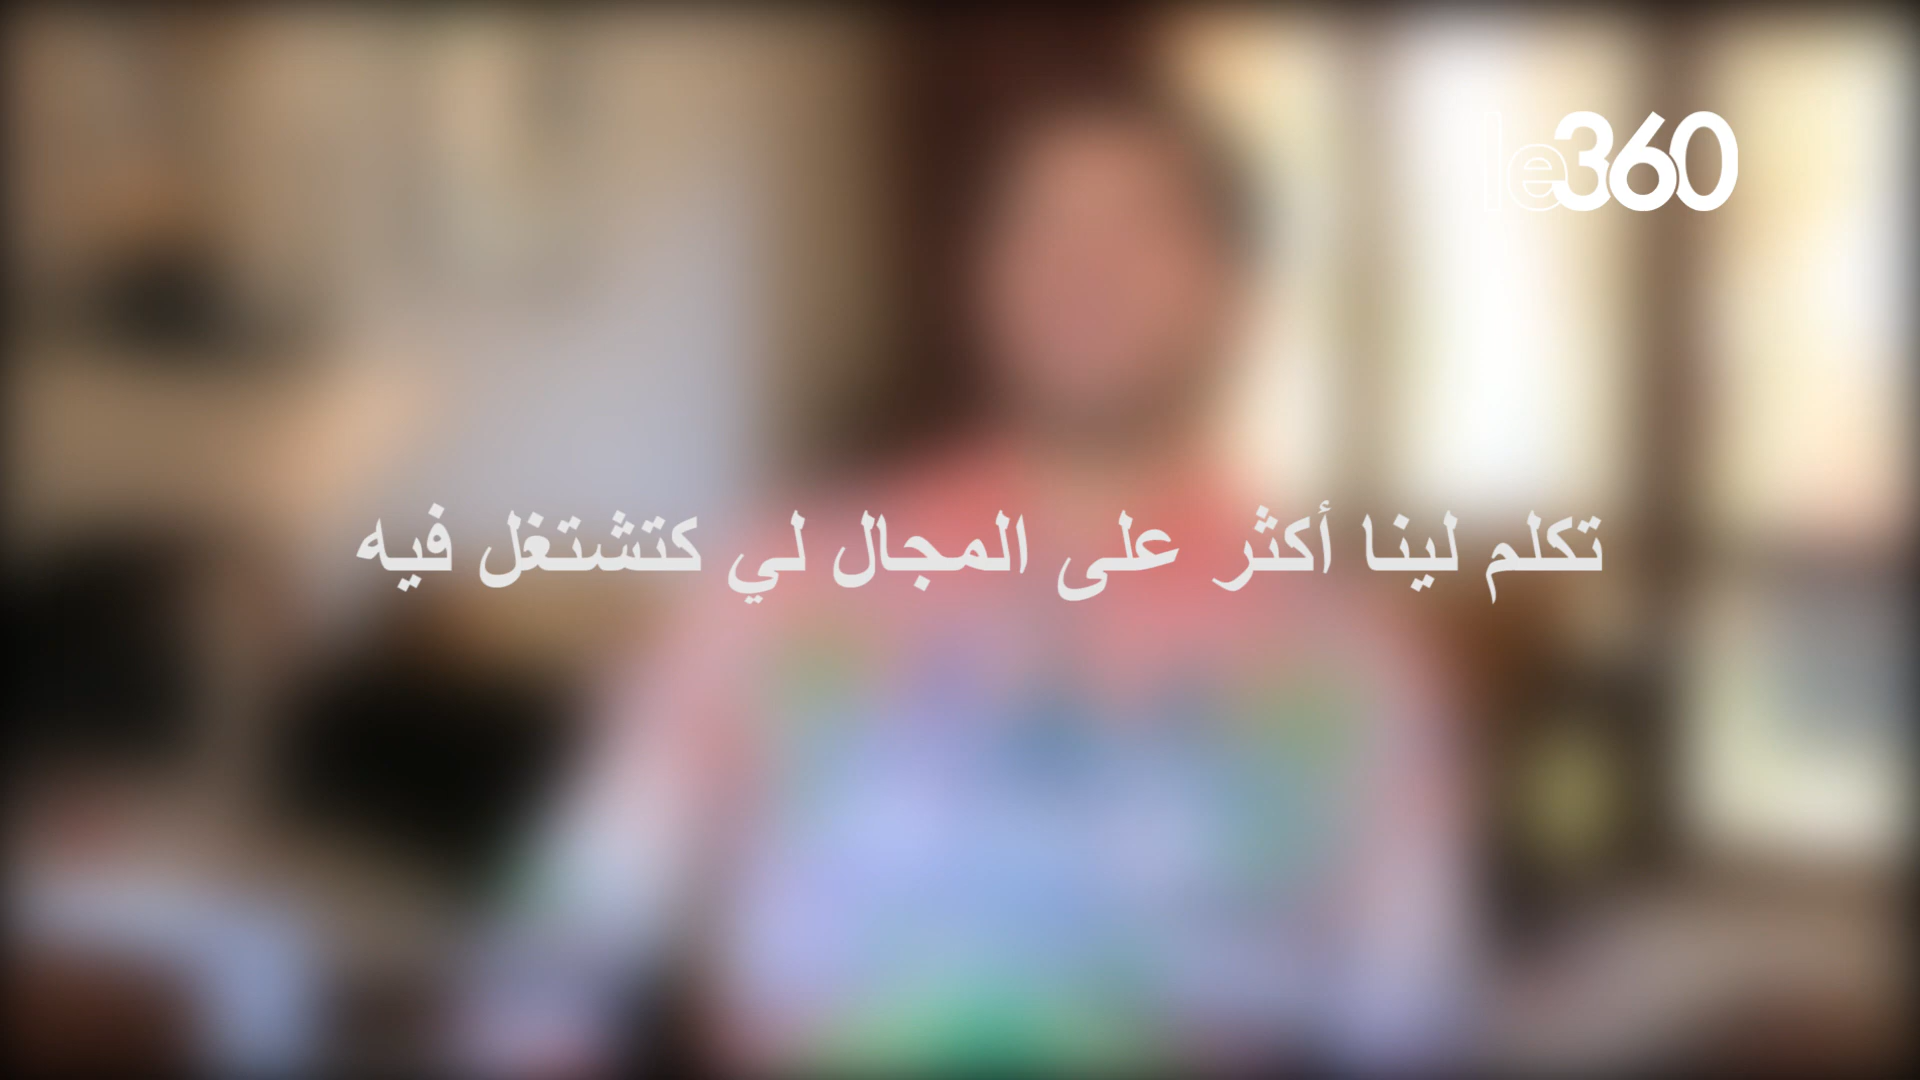 le360
تكلم لينا أكثر على المجال لي كتشتغل فيه